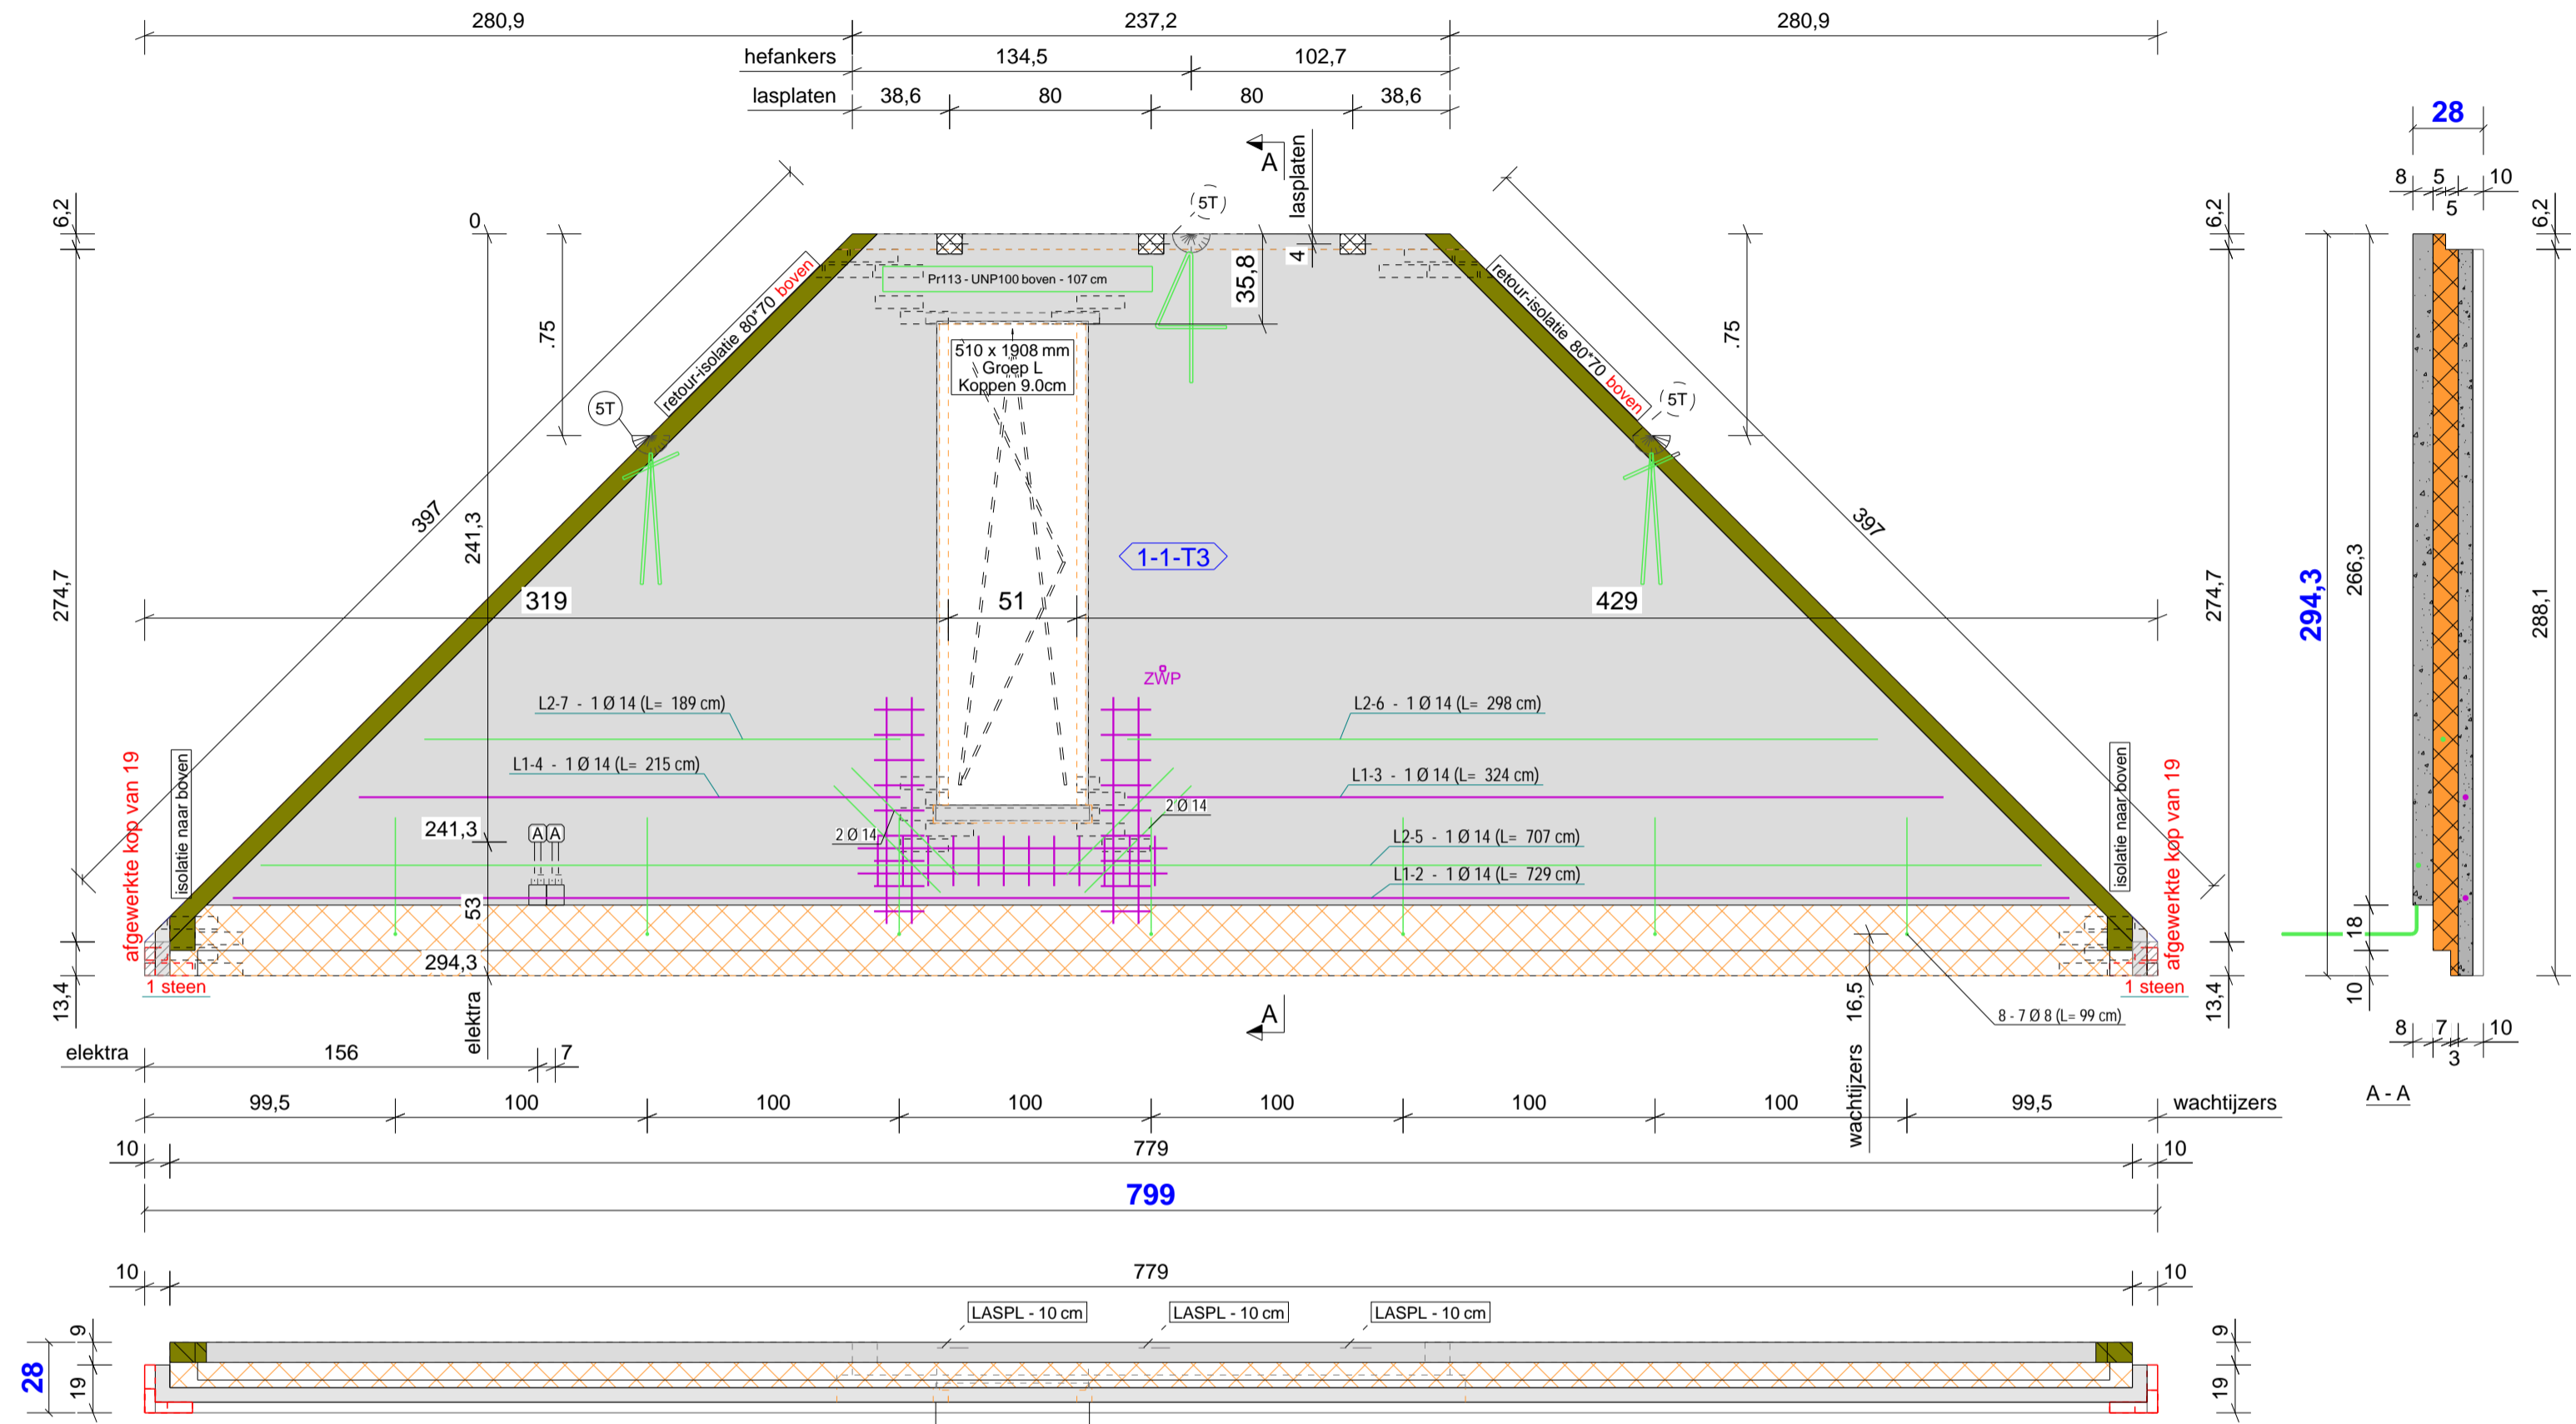 280,9
237,2
280,9
hefankers
134,5
102,7
lasplaten
38,6
80
80
38,6
28
A
lasplaten
8
5
10
5
6,2
0
5T
6,2
6,2
4
35,8
Pr113 - UNP100 boven - 107 cm
retour-isolatie 80*70 boven
retour-isolatie 80*70 boven
.75
.75
510 x 1908 mm
Groep L
Koppen 9.0cm
5T
5T
397
397
241,3
1-1-T3
274,7
274,7
294,3
266,3
288,1
319
51
429
ZWP
L2-7 - 1 Ø 14 (L= 189 cm)
L2-6 - 1 Ø 14 (L= 298 cm)
L1-4 - 1 Ø 14 (L= 215 cm)
L1-3 - 1 Ø 14 (L= 324 cm)
afgewerkte kop van 19
isolatie naar boven
isolatie naar boven
afgewerkte kop van 19
2 Ø 14
2 Ø 14
241,3
A
A
L2-5 - 1 Ø 14 (L= 707 cm)
L1-2 - 1 Ø 14 (L= 729 cm)
53
18
294,3
1 steen
1 steen
13,4
13,4
10
elektra
A
16,5
8 - 7 Ø 8 (L= 99 cm)
8
7
10
3
elektra
156
7
wachtijzers
A - A
99,5
100
100
100
100
100
100
99,5
wachtijzers
10
779
10
799
10
779
10
LASPL - 10 cm
LASPL - 10 cm
LASPL - 10 cm
9
9
28
19
19